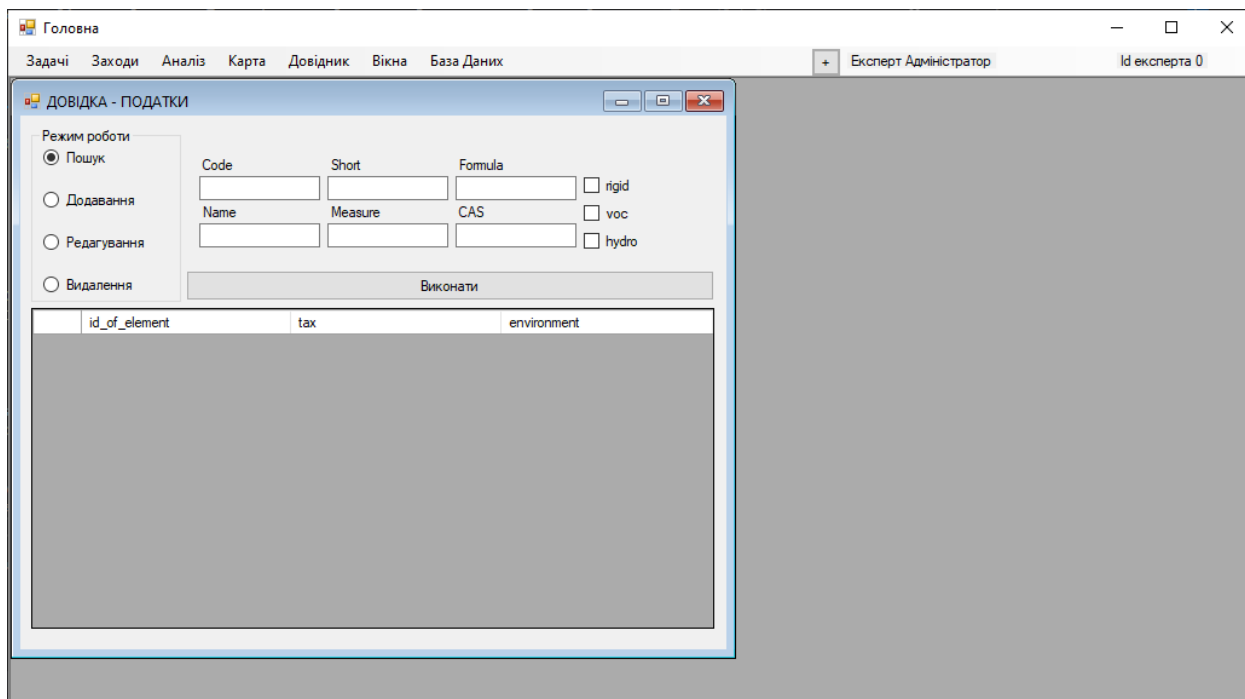 Головна
Задачі Заходи Аналіз Карта Довідник Вікна База Даних + Експерт Адміністратор Id експерта 0
ДОВІДКА - ПОДАТКИ
Режим роботи
Пошук
Додавання
Редагування
Видалення
Code Short Formula
Name Measure CAS
rigid
voc
hydro
Виконати
id_of_element tax environment